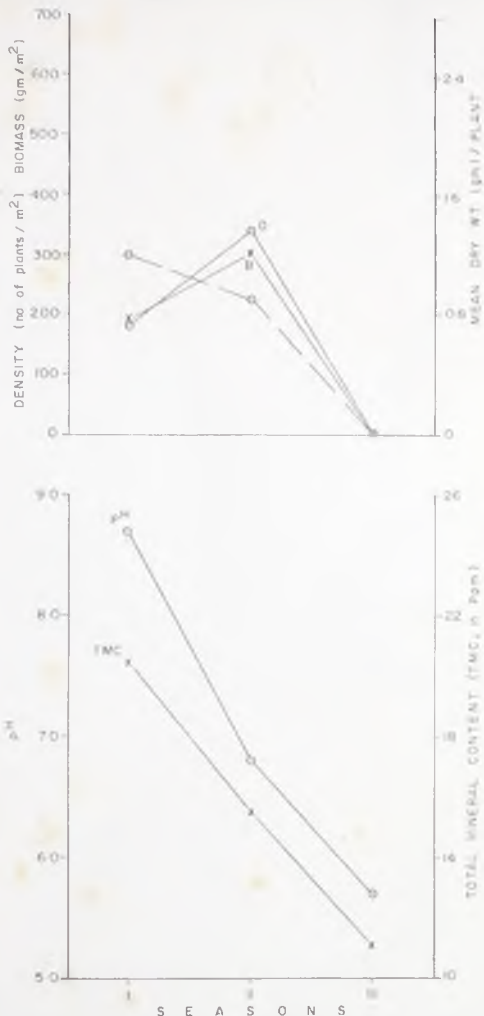 700
600
500
400
300
200
100
0
DENSITY (no of plants / m²) BIOMASS (gm/m²)
D
B
2.4
1.6
0.8
0
MEAN DRY WT (gm) / PLANT
9.0
8.0
7.0
6.0
5.0
pH
pH
TMC
26
22
18
16
10
TOTAL MINERAL CONTENT (TMC, in Ppm)
I
II
III
SEASONS